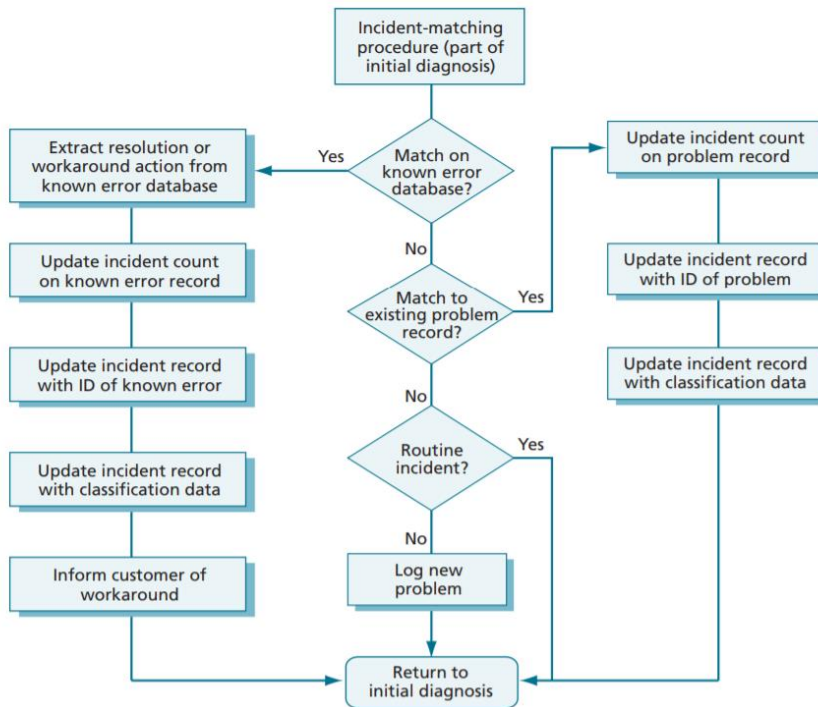 Incident-matching
procedure (part of
initial diagnosis)
Match on
known error
database?
Yes
Extract resolution or
workaround action from
known error database
Update incident count
on known error record
Update incident record
with ID of known error
Update incident record
with classification data
Inform customer of
workaround
No
Match to
existing problem
record?
Yes
Update incident count
on problem record
Update incident record
with ID of problem
Update incident record
with classification data
No
Routine
incident?
Yes
No
Log new
problem
Return to
initial diagnosis